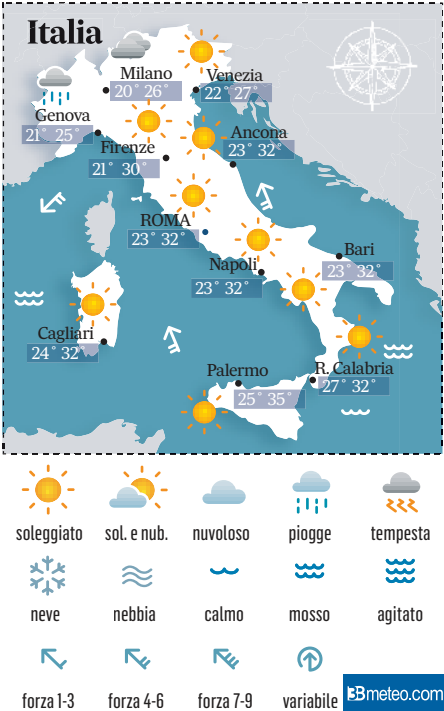 Italia
Milano
20° 26°
Venezia
22° 27°
Genova
21° 25°
Firenze
21° 30°
Ancona
23° 32°
ROMA
23° 32°
Napoli
23° 32°
Bari
23° 32°
Cagliari
24° 32°
Palermo
25° 35°
R. Calabria
27° 32°
soleggiato sol. e nub. nuvoloso piogge tempesta
neve nebbia calmo mosso agitato
forza 1-3 forza 4-6 forza 7-9 variabile
3Bmeteo.com